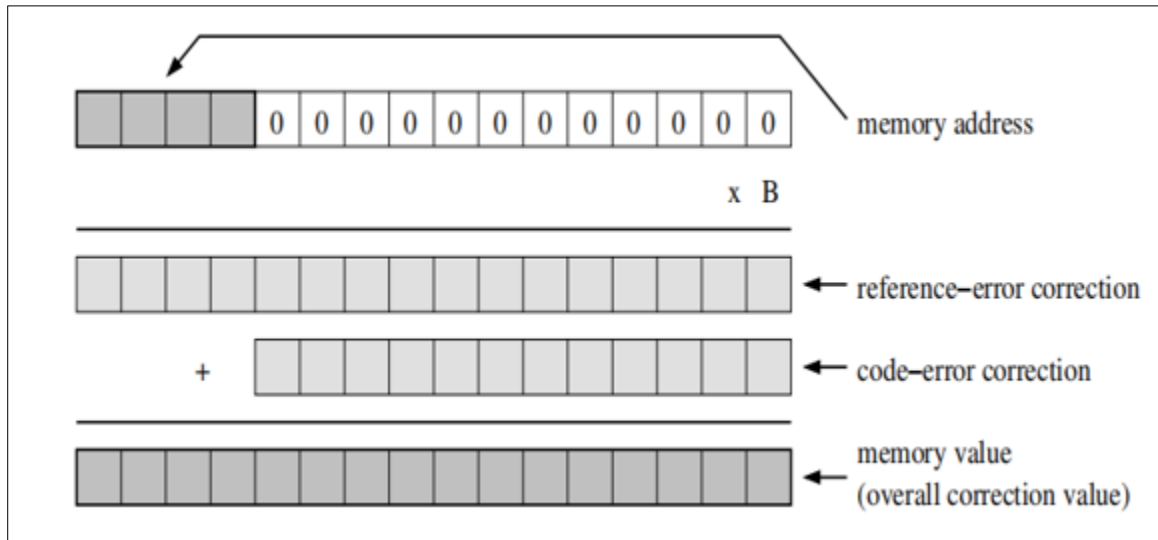 0 0 0 0 0 0 0 0 0 0 0 0
memory address
x B
reference–error correction
+
code–error correction
memory value
(overall correction value)